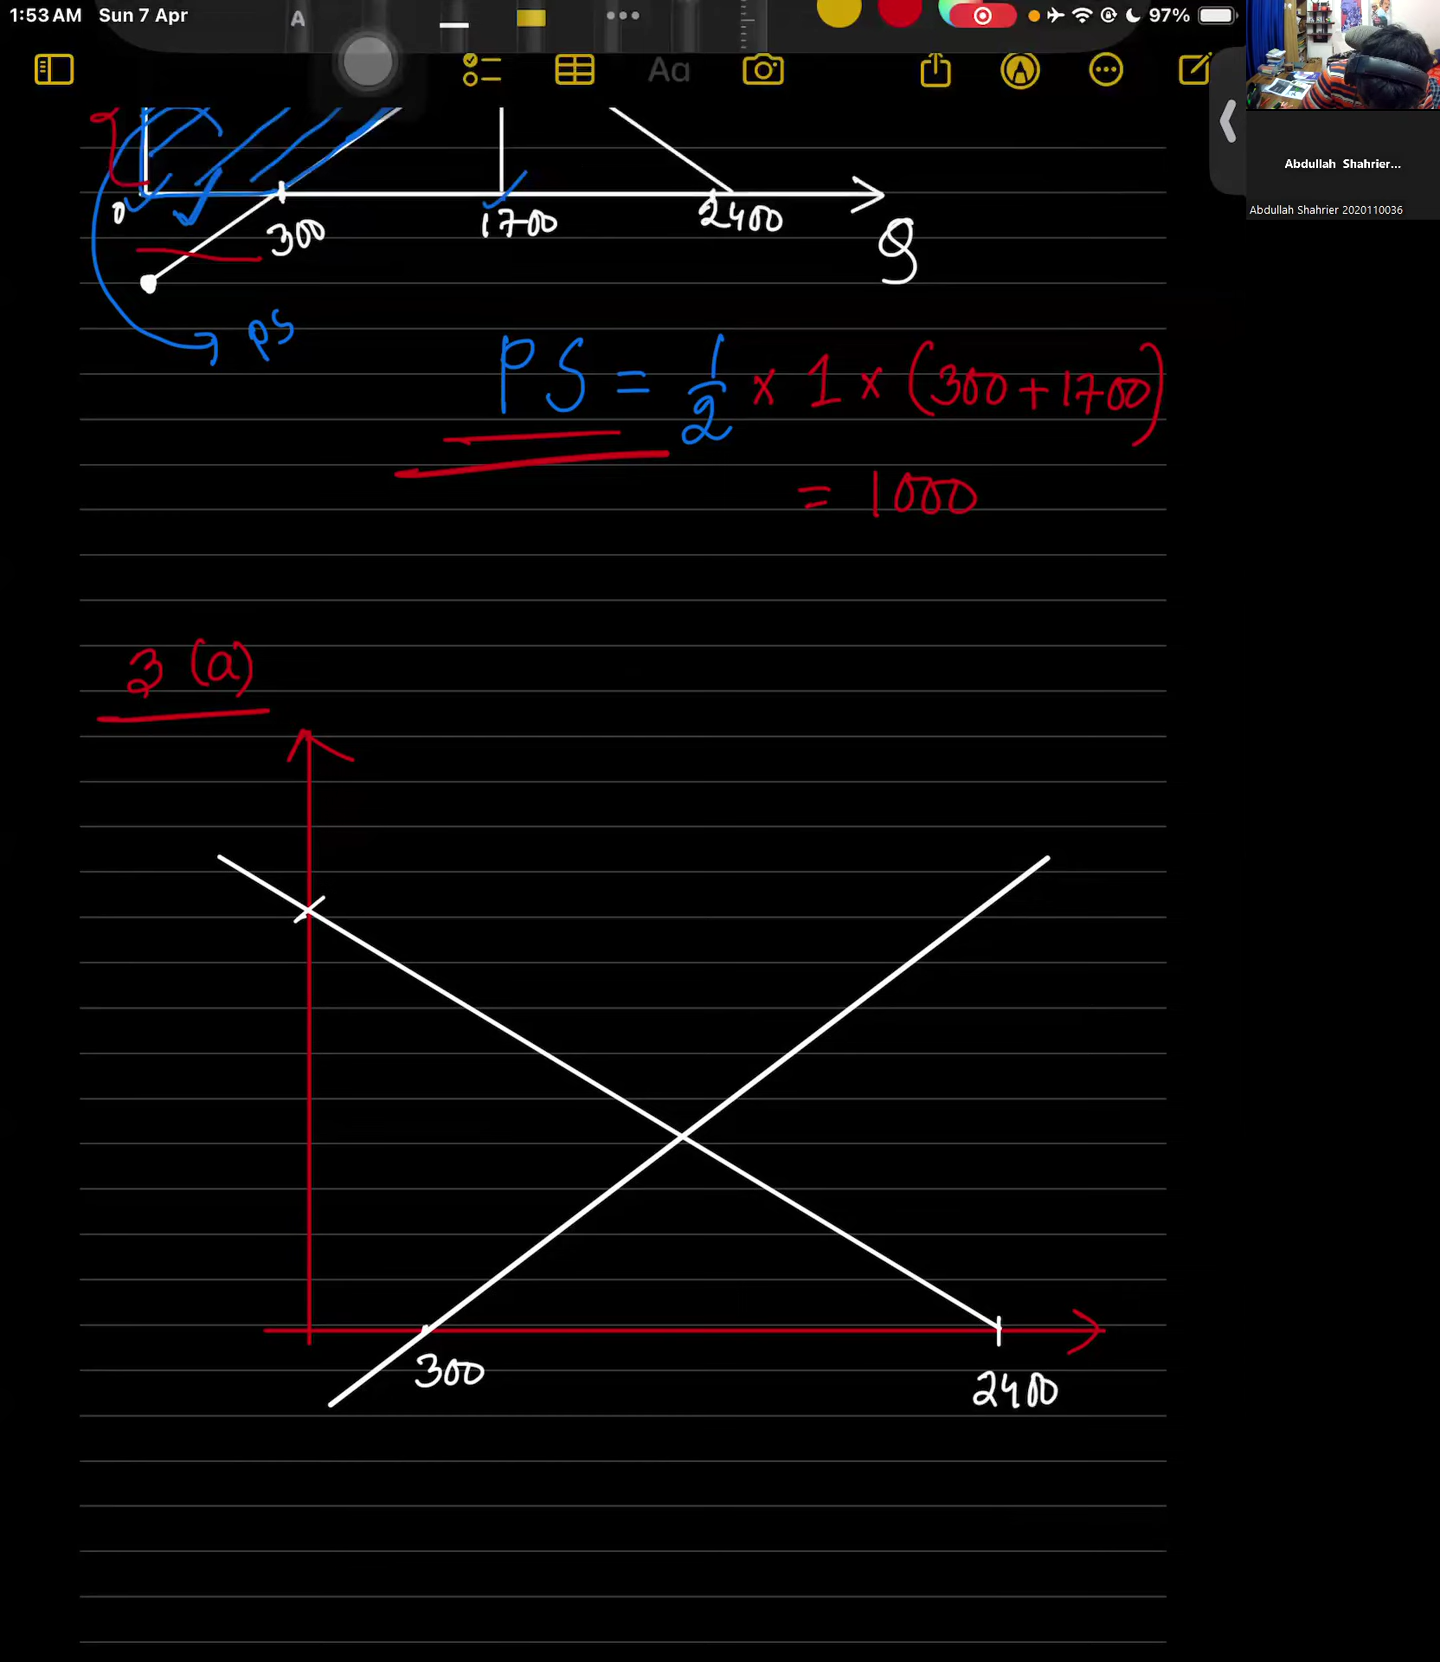 1:53 AM Sun 7 Apr
A
97%
Aa
Abdullah Shahrier...
Abdullah Shahrier 2020110036
0
300
1700
2400
Q
PS
PS = 1/2 × 1 × (300 + 1700)
= 1000
3 (a)
300
2400